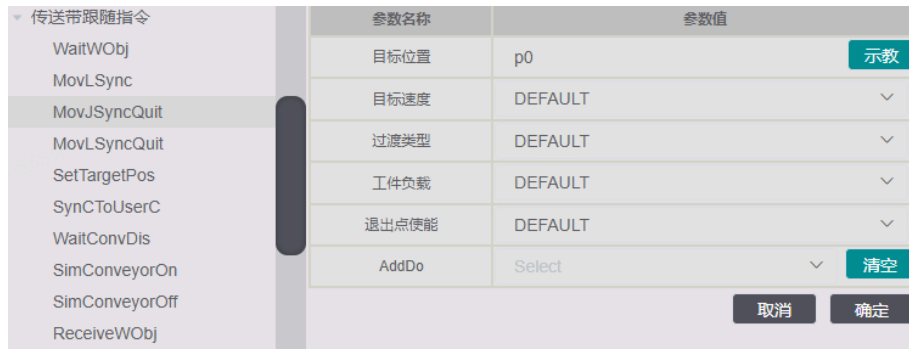 传送带跟随指令
WaitWObj
MovLSync
MovJSyncQuit
MovLSyncQuit
SetTargetPos
SynCToUserC
WaitConvDis
SimConveyorOn
SimConveyorOff
ReceiveWObj
参数名称 参数值
目标位置 p0 示教
目标速度 DEFAULT
过渡类型 DEFAULT
工件负载 DEFAULT
退出点使能 DEFAULT
AddDo Select 清空
取消 确定